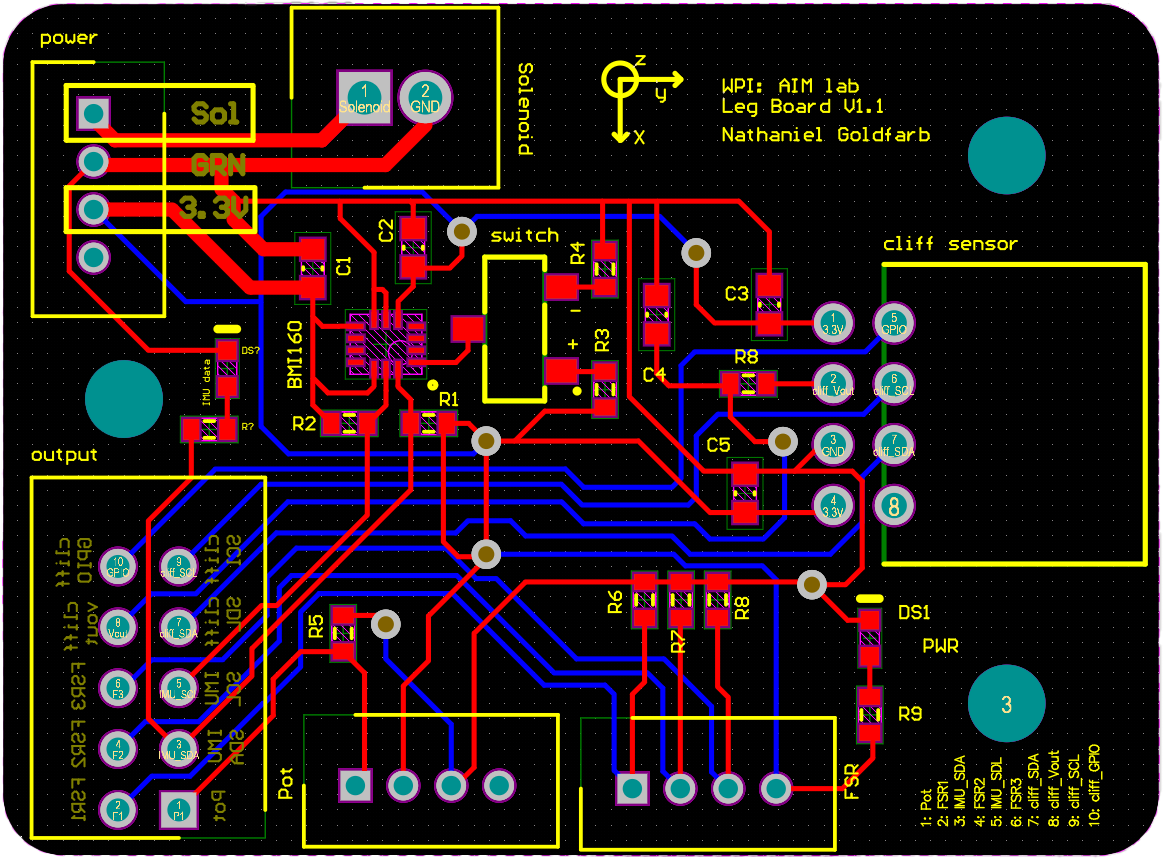 power
Sol
GRN
3.3V
1
Solenoid
2
GND
Solenoid
z
y
X
WPI: AIM lab
Leg Board V1.1
Nathaniel Goldfarb
switch
cliff sensor
C1
C2
R4
-
+
R3
C3
C4
R8
C5
BMI160
R2
R1
DS?
IMU data
R?
1
3.3V
5
GPIO
2
cliff_Vout
6
cliff_SCL
3
GND
7
cliff_SDA
4
3.3V
8
output
cliff GPIO
cliff SCL
10
GPIO
9
cliff_SCL
cliff vout
cliff SDL
8
Vout
7
cliff_SDA
FSR3
IMU SCL
6
F3
5
IMU_SCL
FSR2
IMU SDA
4
F2
3
IMU_SDA
FSR1
Pot
2
F1
1
P1
R5
R6
R7
R8
DS1
PWR
R9
Pot
FSR
3
1: Pot
2: FSR1
3: IMU_SDA
4: FSR2
5: IMU_SDL
6: FSR3
7: cliff_SDA
8: cliff_Vout
9: cliff_SCL
10: cliff_GPIO